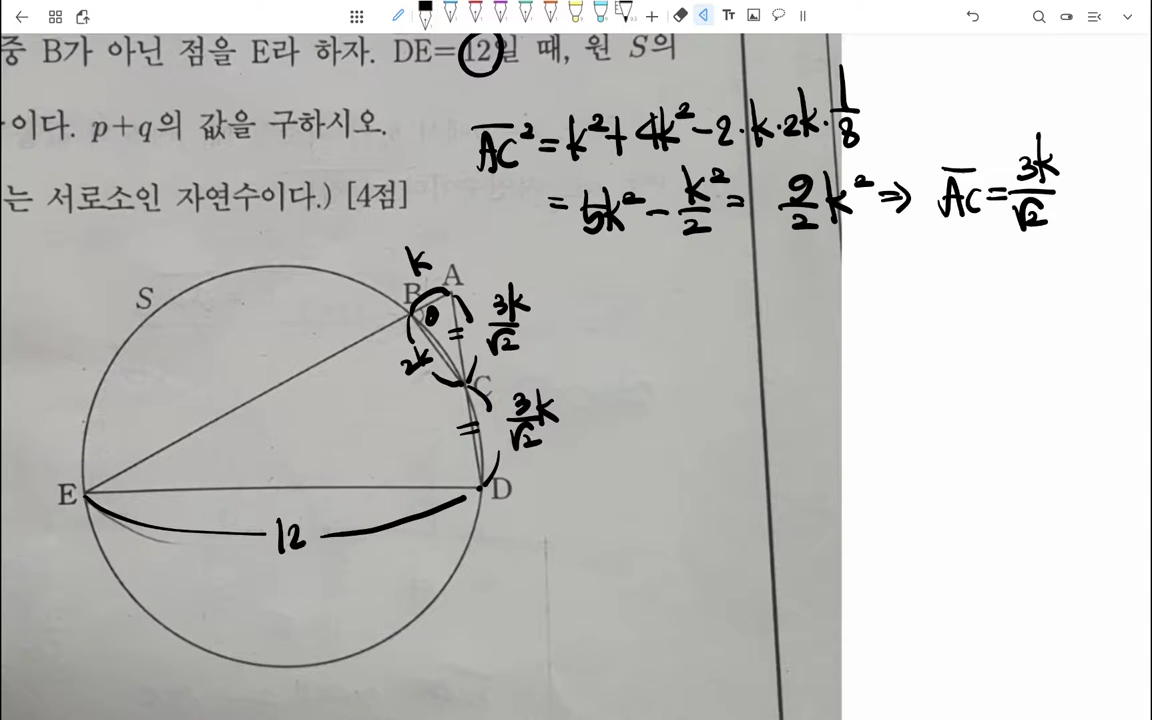 중 B가 아닌 점을 E라 하자. DE=12일 때, 원 S의
이다. p+q의 값을 구하시오.
는 서로소인 자연수이다.) [4점]
AC² = k² + 4k² - 2·k·2k·1/8
= 5k² - k²/2 = 9/2 k² ⇒ AC = 3k/√2
S
k
A
B
θ
= 3k/√2
2k
C
= 3k/√2
E
D
12